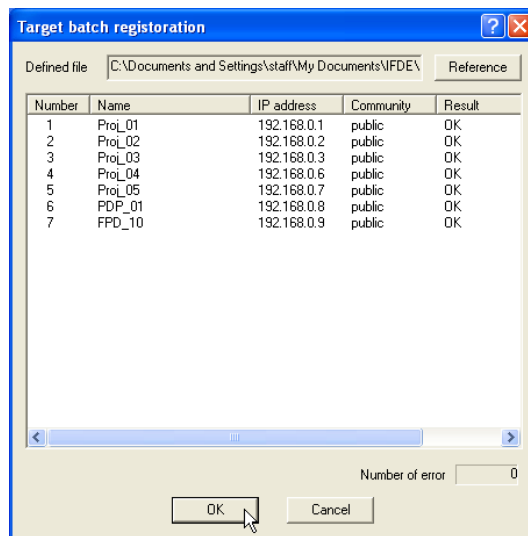 Target batch registoration
Defined file C:\Documents and Settings\staff\My Documents\IFDE\ Reference
Number Name IP address Community Result
1 Proj_01 192.168.0.1 public OK
2 Proj_02 192.168.0.2 public OK
3 Proj_03 192.168.0.3 public OK
4 Proj_04 192.168.0.6 public OK
5 Proj_05 192.168.0.7 public OK
6 PDP_01 192.168.0.8 public OK
7 FPD_10 192.168.0.9 public OK
Number of error 0
OK Cancel